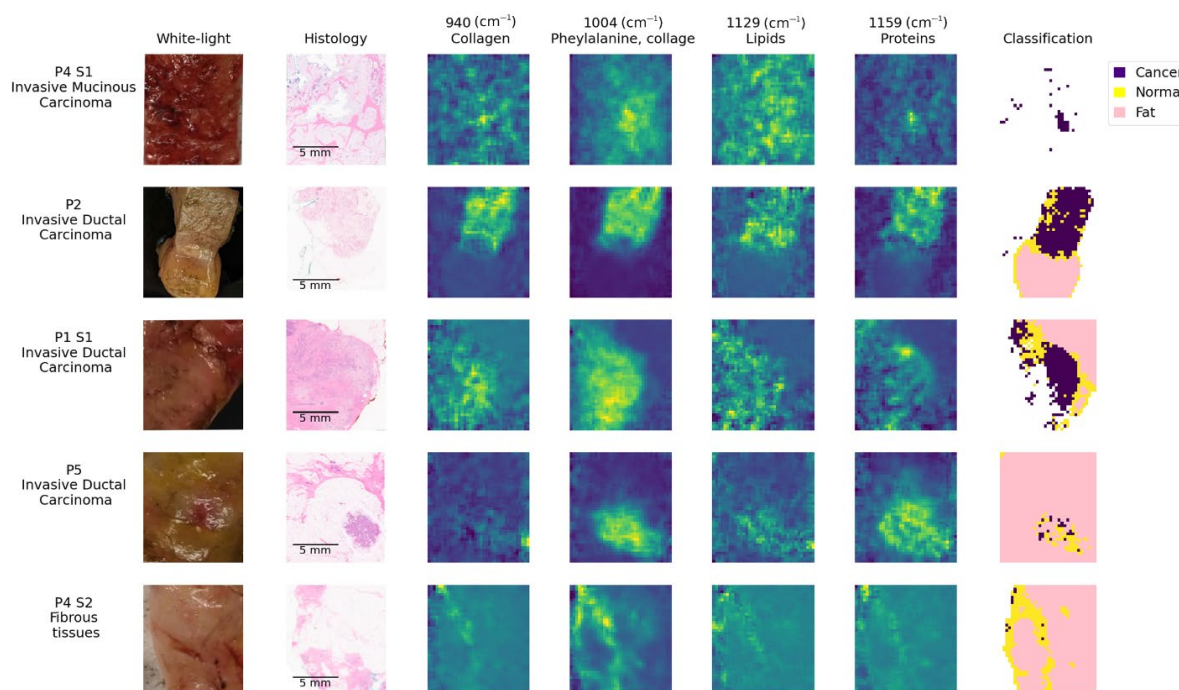 940 (cm⁻¹) 1004 (cm⁻¹) 1129 (cm⁻¹) 1159 (cm⁻¹)
White-light Histology Collagen Pheylalanine, collage Lipids Proteins Classification
P4 S1
Invasive Mucinous
Carcinoma
5 mm
Cancer
Norma
Fat
P2
Invasive Ductal
Carcinoma
5 mm
P1 S1
Invasive Ductal
Carcinoma
5 mm
P5
Invasive Ductal
Carcinoma
5 mm
P4 S2
Fibrous
tissues
5 mm